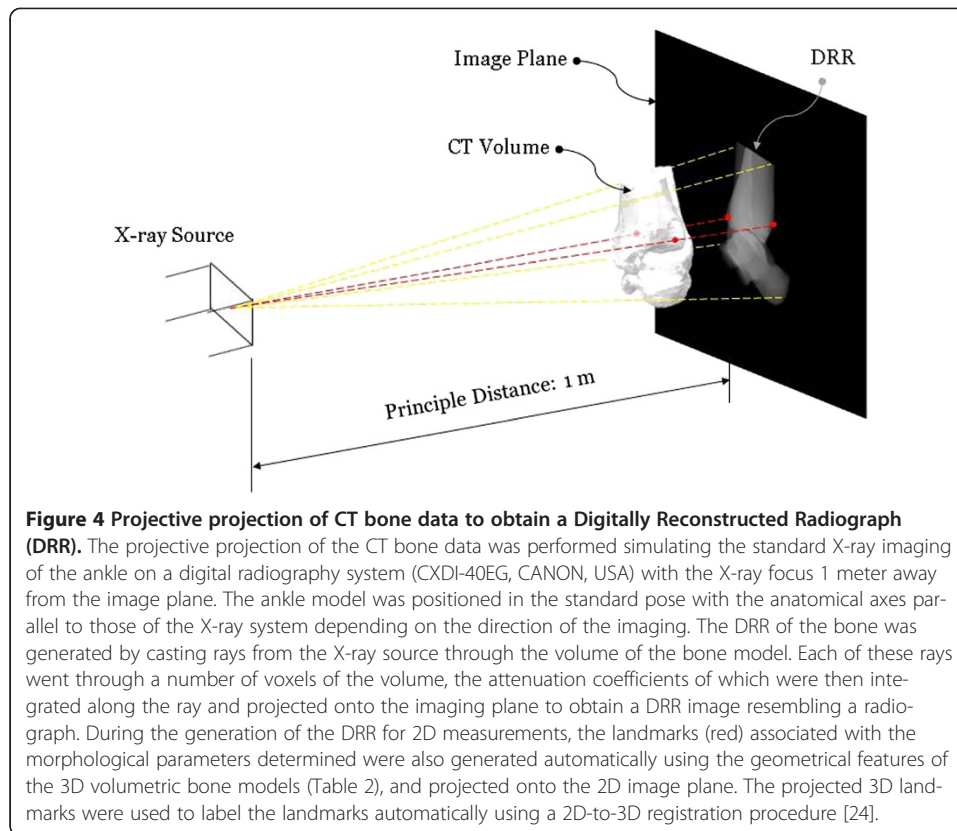 Image Plane
DRR
CT Volume
X-ray Source
Principle Distance: 1 m
Figure 4 Projective projection of CT bone data to obtain a Digitally Reconstructed Radiograph
(DRR). The projective projection of the CT bone data was performed simulating the standard X-ray imaging
of the ankle on a digital radiography system (CXDI-40EG, CANON, USA) with the X-ray focus 1 meter away
from the image plane. The ankle model was positioned in the standard pose with the anatomical axes par-
allel to those of the X-ray system depending on the direction of the imaging. The DRR of the bone was
generated by casting rays from the X-ray source through the volume of the bone model. Each of these rays
went through a number of voxels of the volume, the attenuation coefficients of which were then inte-
grated along the ray and projected onto the imaging plane to obtain a DRR image resembling a radio-
graph. During the generation of the DRR for 2D measurements, the landmarks (red) associated with the
morphological parameters determined were also generated automatically using the geometrical features of
the 3D volumetric bone models (Table 2), and projected onto the 2D image plane. The projected 3D land-
marks were used to label the landmarks automatically using a 2D-to-3D registration procedure [24].